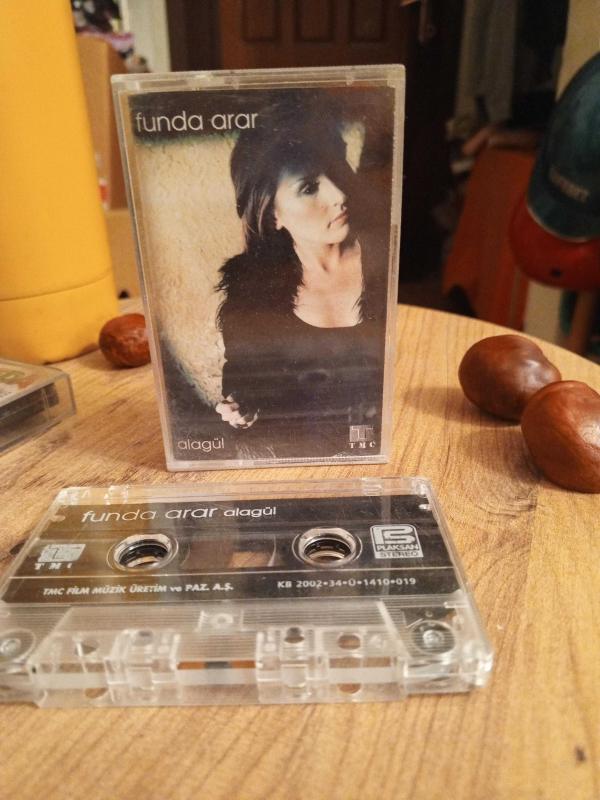 funda arar
alagül
TMC
funda arar alagül
TMC
PLAKSAN
STEREO
TMC FİLM MÜZİK ÜRETİM ve PAZ. A.Ş.
KB 2002•34•Ü•1410•019